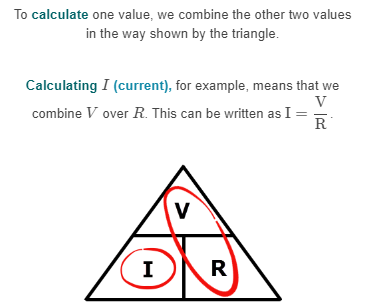 To calculate one value, we combine the other two values
in the way shown by the triangle.
Calculating I (current), for example, means that we
combine V over R. This can be written as I = V/R.
V
I R